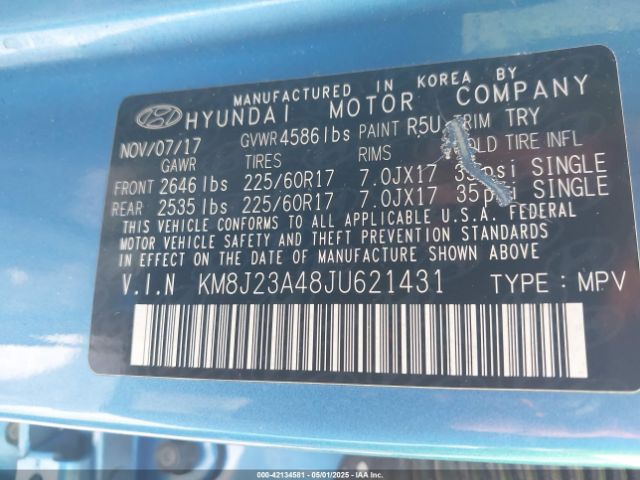 MANUFACTURED IN KOREA BY
HYUNDAI MOTOR COMPANY
NOV/07/17 GVWR 4586 lbs PAINT R5U TRIM TRY
GAWR TIRES RIMS COLD TIRE INFL
FRONT 2646 lbs 225/60R17 7.0JX17 35psi SINGLE
REAR 2535 lbs 225/60R17 7.0JX17 35psi SINGLE
THIS VEHICLE CONFORMS TO ALL APPLICABLE U.S.A. FEDERAL
MOTOR VEHICLE SAFETY AND THEFT PREVENTION STANDARDS
IN EFFECT ON THE DATE OF MANUFACTURE SHOWN ABOVE.
V.I.N KM8J23A48JU621431 TYPE : MPV
000-42134581 | 05/01/2025 | IAA, Inc.